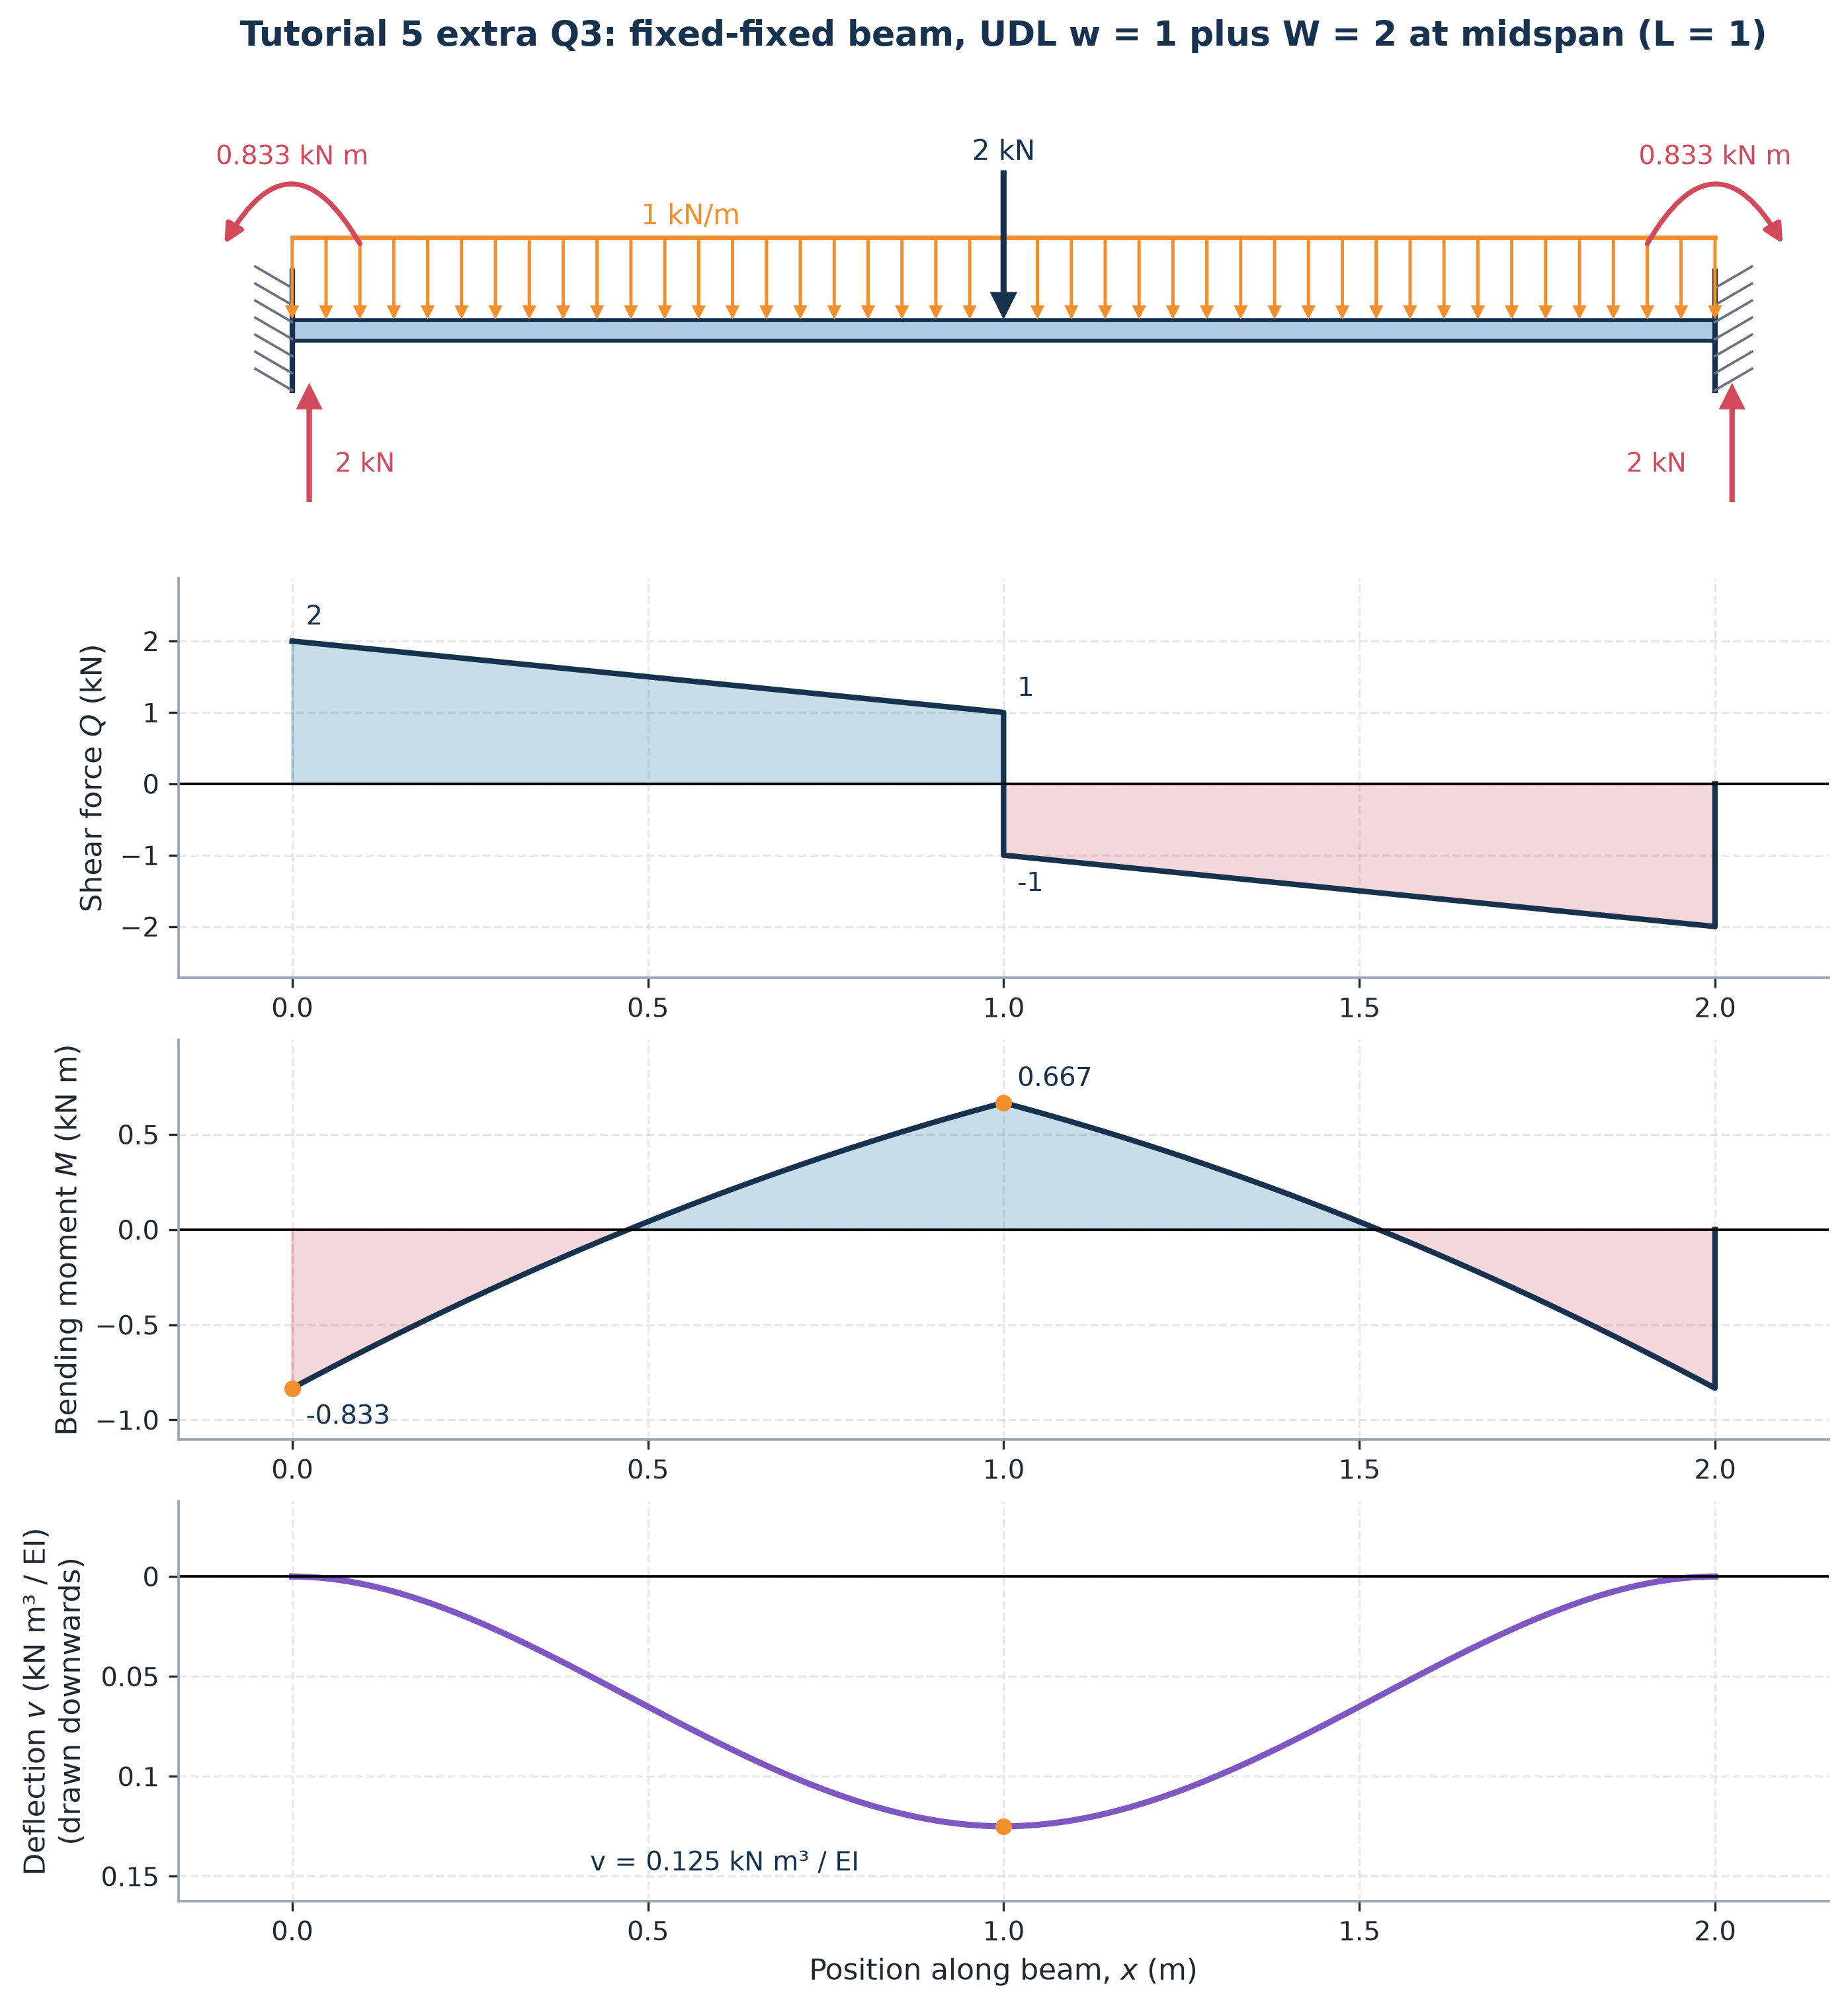 Tutorial 5 extra Q3: fixed-fixed beam, UDL w = 1 plus W = 2 at midspan (L = 1)
0.833 kN m
2 kN
0.833 kN m
1 kN/m
2 kN
2 kN
Shear force Q (kN)
2
1
0
−1
−2
2
1
-1
0.0
0.5
1.0
1.5
2.0
Bending moment M (kN m)
0.5
0.0
−0.5
−1.0
0.667
-0.833
0.0
0.5
1.0
1.5
2.0
Deflection v (kN m³ / EI)
(drawn downwards)
0
0.05
0.1
0.15
v = 0.125 kN m³ / EI
0.0
0.5
1.0
1.5
2.0
Position along beam, x (m)